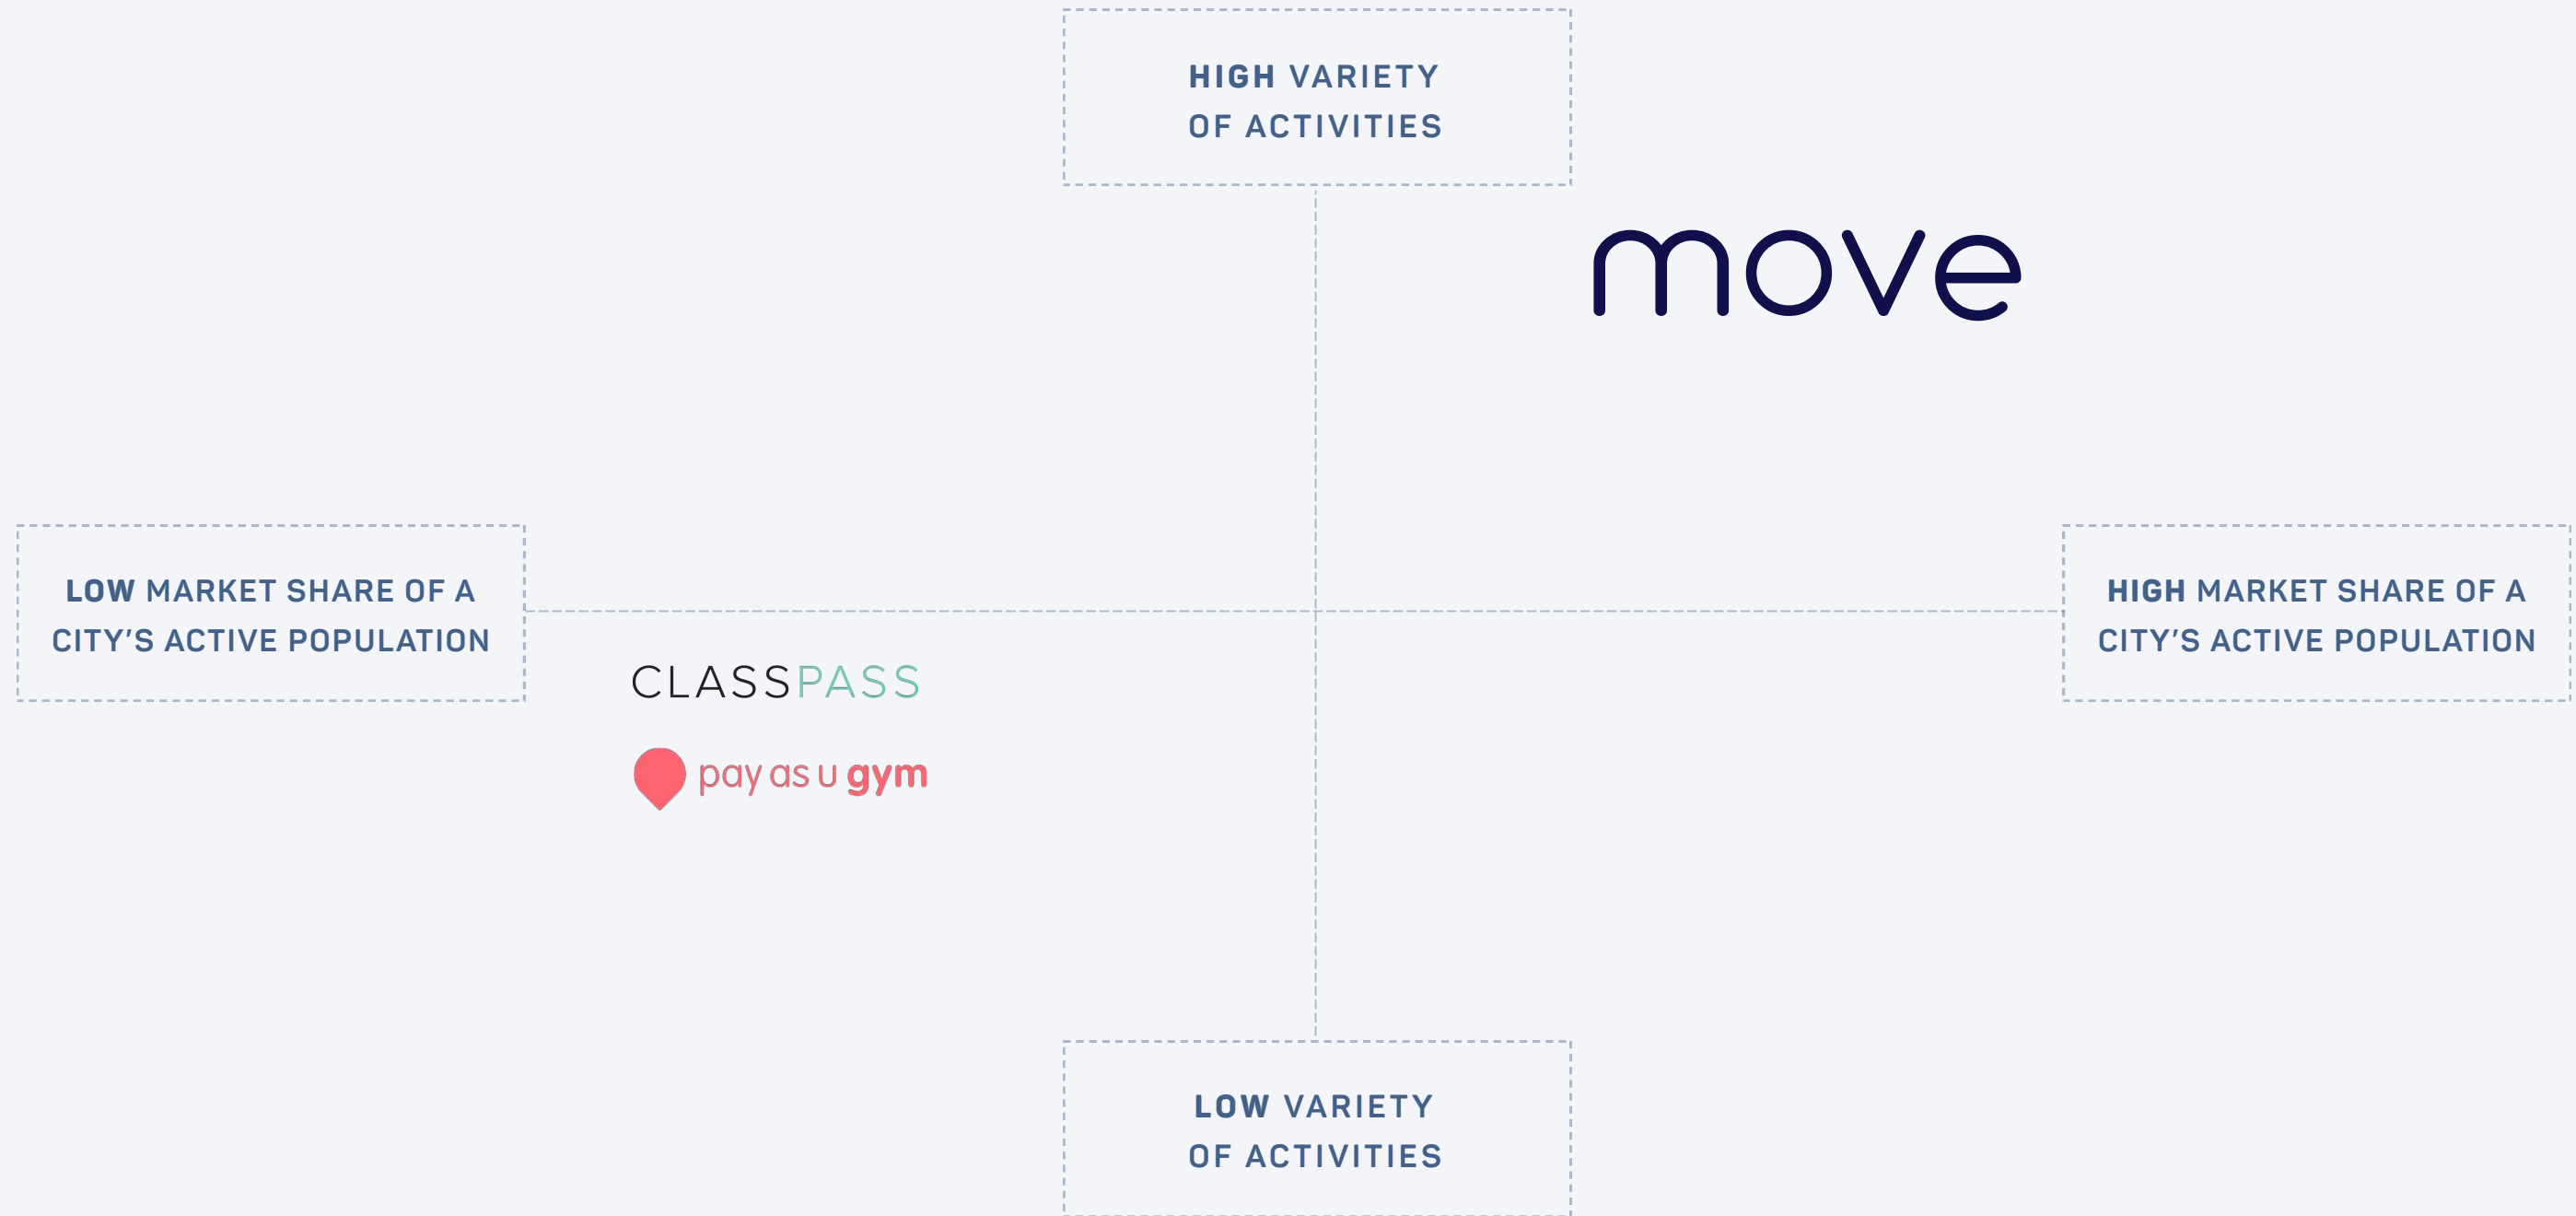 HIGH VARIETY
OF ACTIVITIES
move
LOW MARKET SHARE OF A
CITY'S ACTIVE POPULATION
HIGH MARKET SHARE OF A
CITY'S ACTIVE POPULATION
CLASSPASS
pay as u gym
LOW VARIETY
OF ACTIVITIES